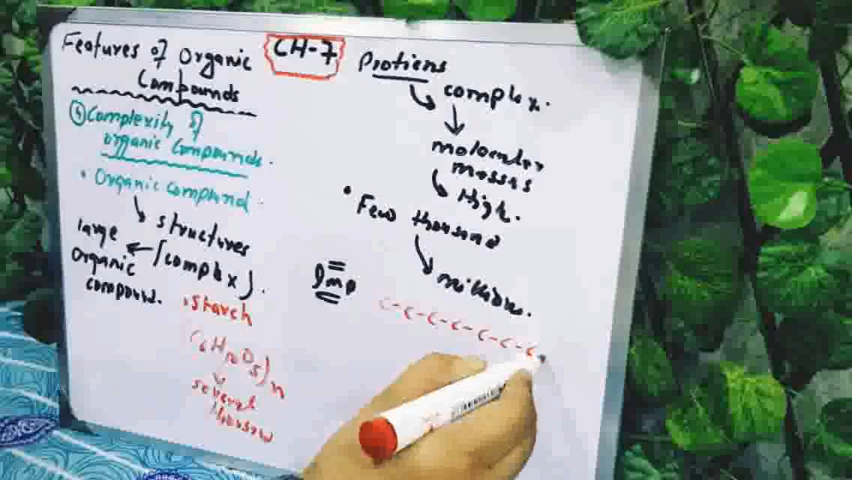 Features of Organic
Compounds
CH-7
④ Complexity of
organic compounds.
• Organic compound
structures
(complex).
large
organic
compound.
• Starch
(C6H10O5)n
several
thousand
Protiens
complex.
molecular
masses
High.
• Few thousand
millions.
Imp
C-C-C-C-C-C-C